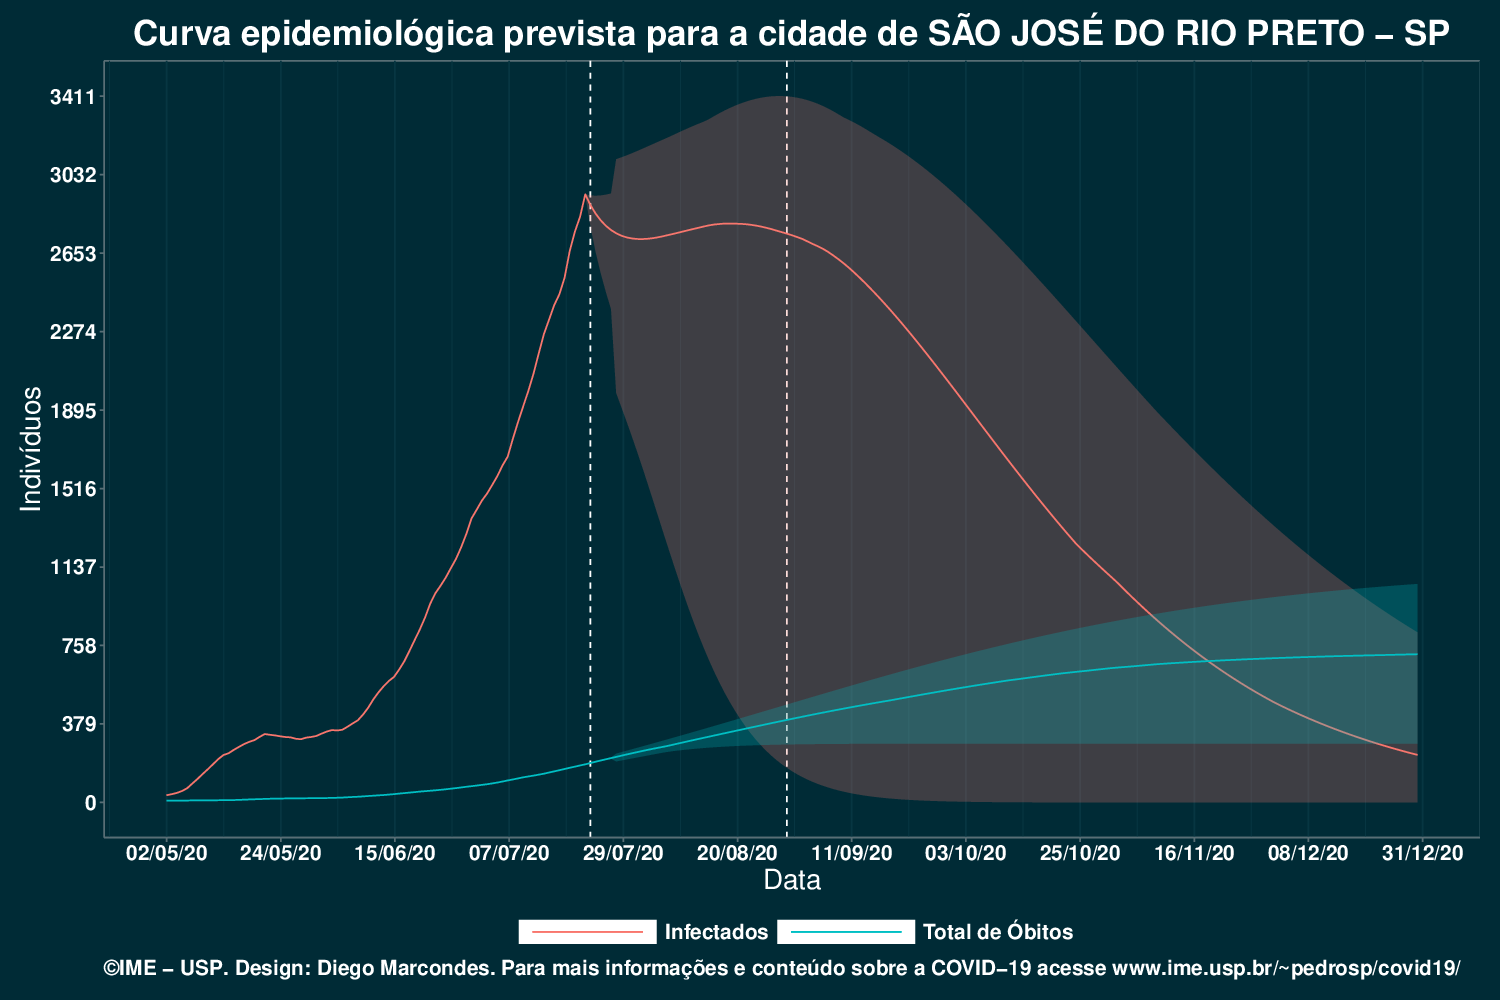 Curva epidemiológica prevista para a cidade de SÃO JOSÉ DO RIO PRETO − SP
3411
3032
2653
2274
1895
1516
1137
758
379
0
Indivíduos
02/05/20 24/05/20 15/06/20 07/07/20 29/07/20 20/08/20 11/09/20 03/10/20 25/10/20 16/11/20 08/12/20 31/12/20
Data
Infectados Total de Óbitos
©IME − USP. Design: Diego Marcondes. Para mais informações e conteúdo sobre a COVID−19 acesse www.ime.usp.br/~pedrosp/covid19/